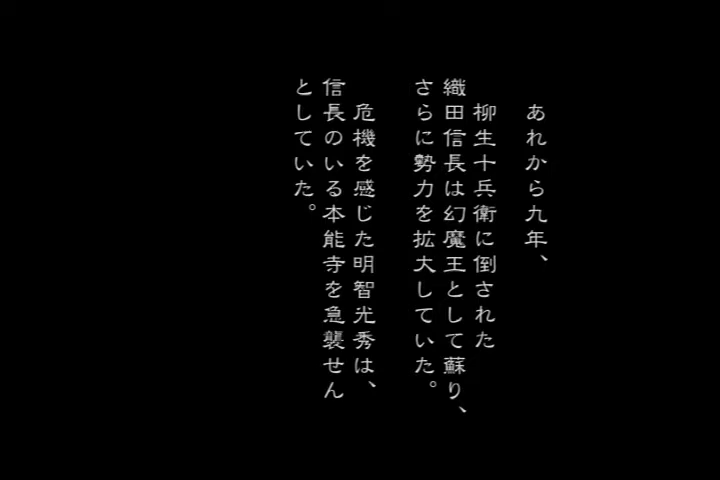 あれから九年、
柳生十兵衛に倒された
織田信長は幻魔王として蘇り、
さらに勢力を拡大していた。
危機を感じた明智光秀は、
信長のいる本能寺を急襲せん
としていた。